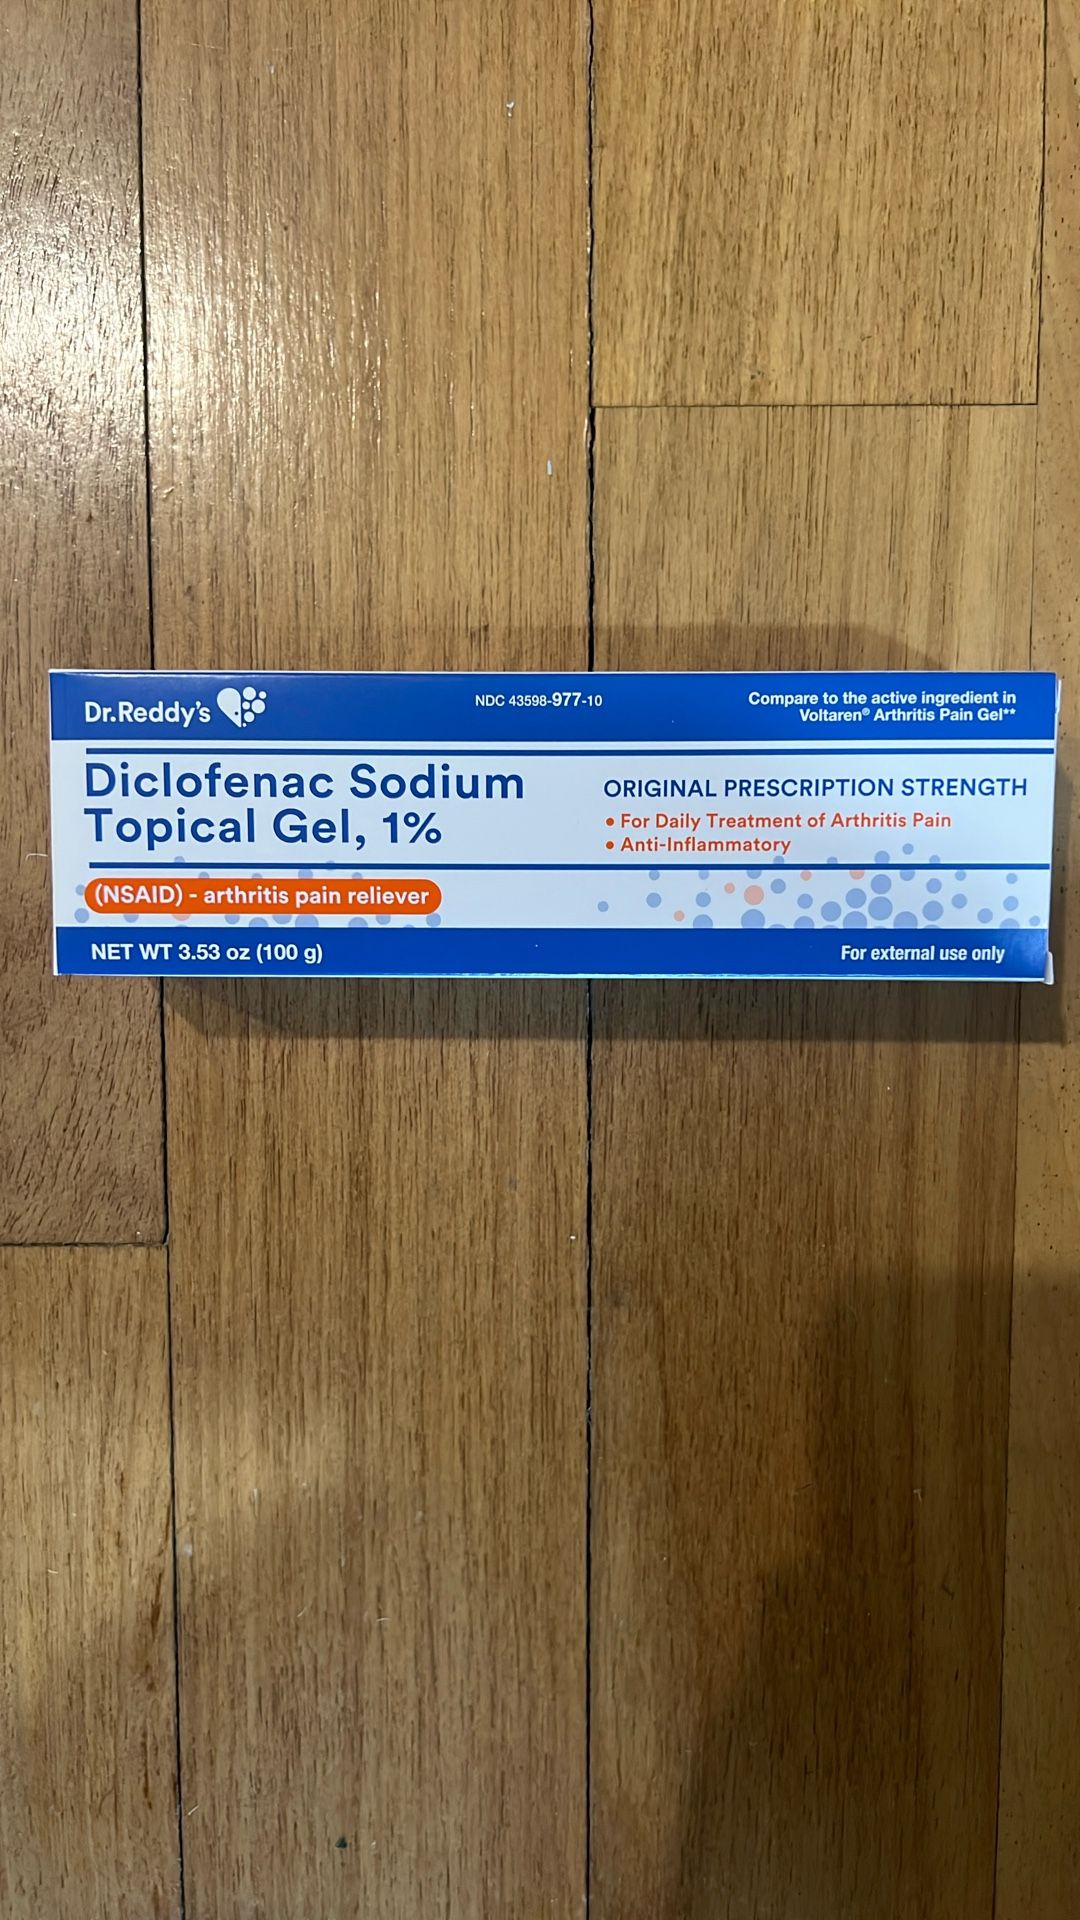 Dr.Reddy's
NDC 43598-977-10
Compare to the active ingredient in
Voltaren® Arthritis Pain Gel**
Diclofenac Sodium
Topical Gel, 1%
ORIGINAL PRESCRIPTION STRENGTH
• For Daily Treatment of Arthritis Pain
• Anti-Inflammatory
(NSAID) - arthritis pain reliever
NET WT 3.53 oz (100 g)
For external use only